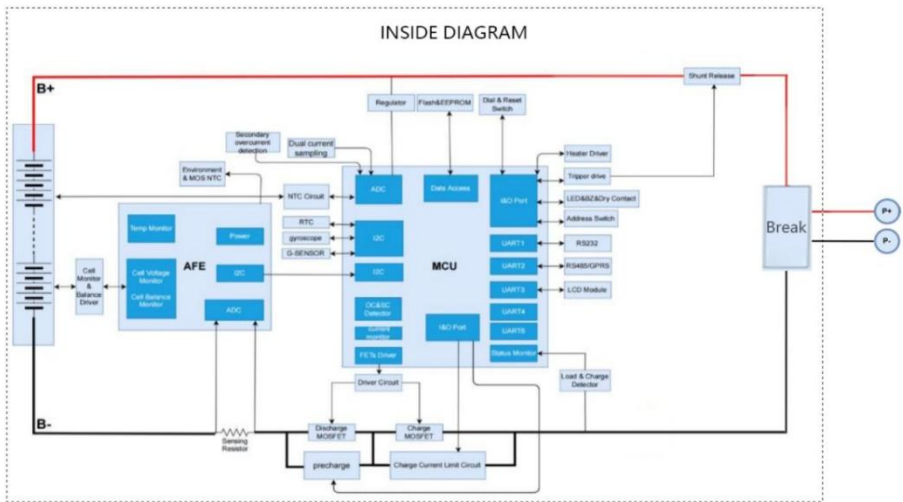 INSIDE DIAGRAM
B+
Shunt Release
Regulator
Flash&EEPROM
Dial & Reset
Switch
Secondary
overcurrent
detection
Dual current
sampling
Heater Driver
Environment
& MOS NTC
NTC Circuit
ADC
Data Access
I&O Port
Tripper drive
LED&BZ&Dry Contact
Address Switch
Temp Monitor
Power
AFE
RTC
gyroscope
G-SENSOR
I2C
UART1
RS232
Break
P+
P-
Cell
Monitor
&
Balance
Driver
Cell Voltage
Monitor
Cell Balance
Monitor
I2C
ADC
I2C
MCU
UART2
RS485/GPRS
UART3
LCD Module
OC&SC
Detector
current monitor
FETs Driver
I&O Port
UART4
UART5
Status Monitor
Driver Circuit
Load & Charge
Detector
B-
Sensing
Resistor
Discharge
MOSFET
Charge
MOSFET
precharge
Charge Current Limit Circuit